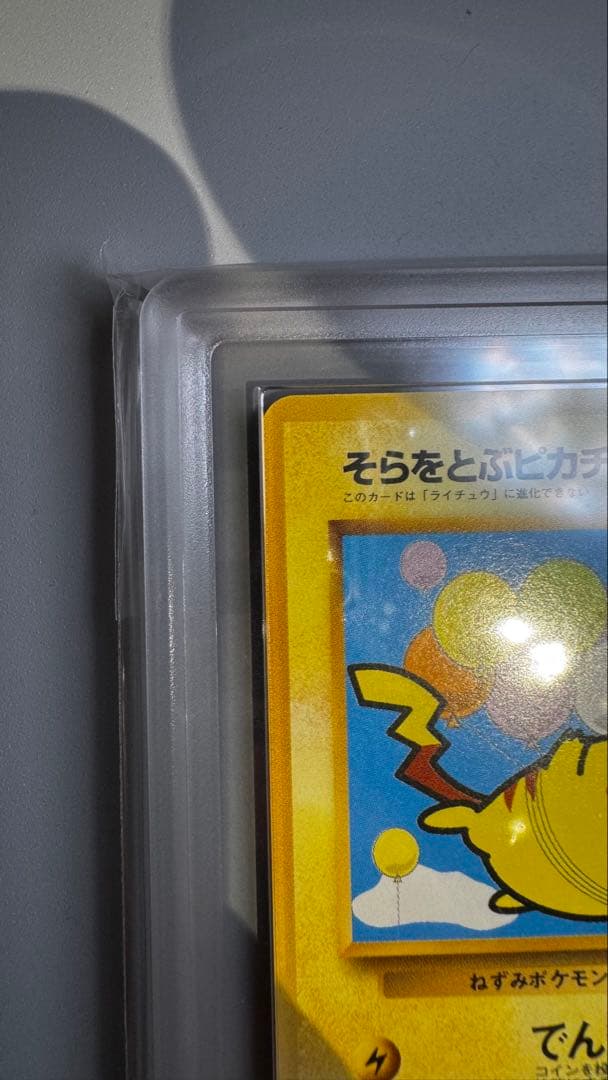 そらをとぶピカチ
このカードは「ライチュウ」に進化できない
ねずみポケモン
でん
コインを